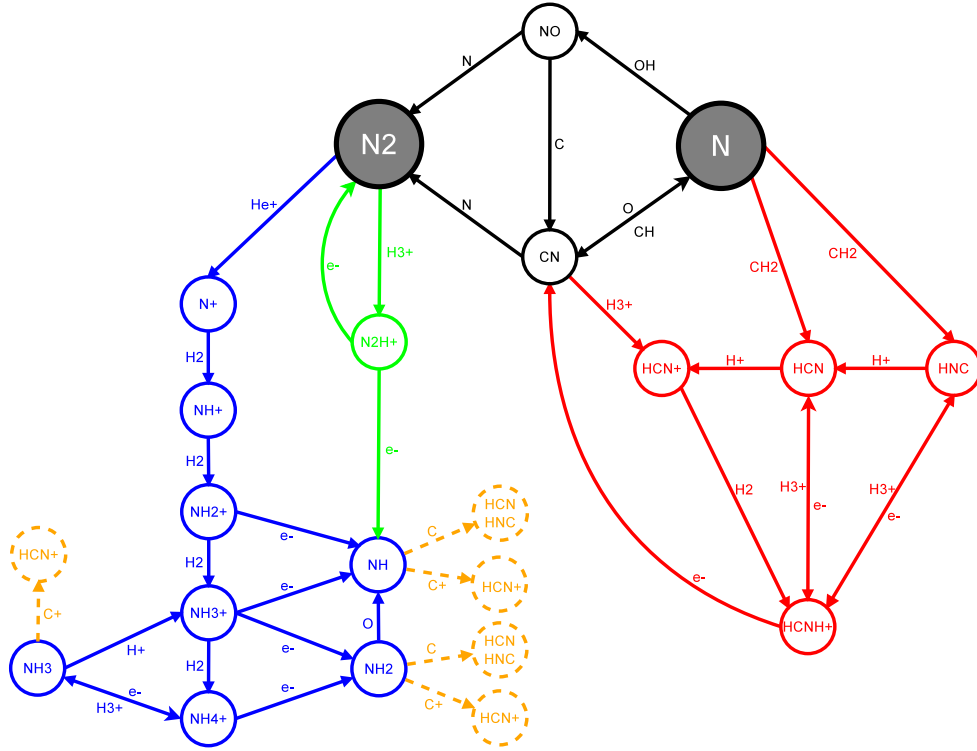 NO
N
OH
N2
N
C
He+
N
O
CH
H3+
e-
CN
CH2
CH2
N+
H3+
N2H+
H2
HCN+
H+
HCN
H+
HNC
NH+
e-
H2
H2
H3+
e-
H3+
e-
NH2+
HCN
HNC
e-
C
HCN+
H2
NH
C+
HCN+
e-
e-
C+
NH3+
O
HCNH+
H+
e-
HCN
HNC
C
H2
NH3
NH2
e-
e-
H3+
C+
NH4+
HCN+